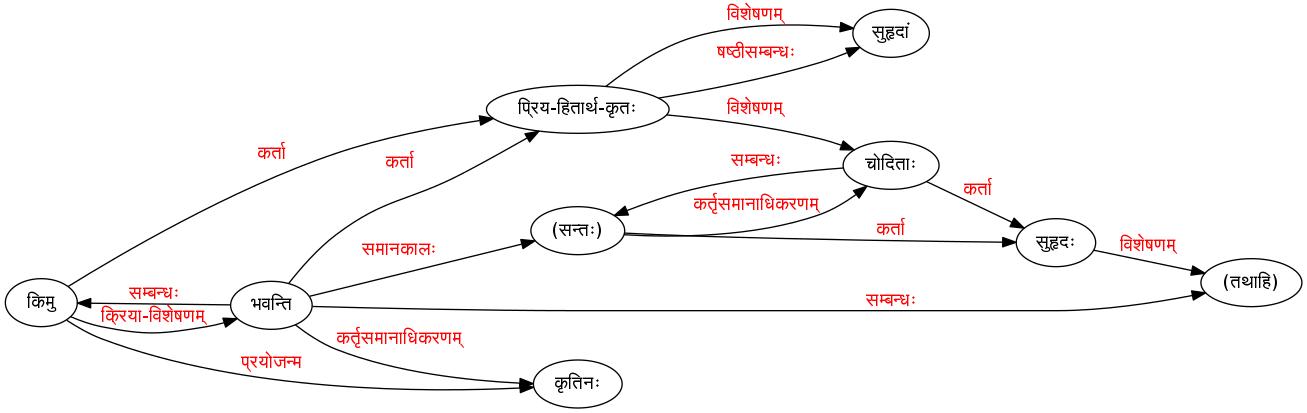 विशेषणम्
सुहृदां
षष्ठीसम्बन्धः
प्रिय-हितार्थ-कृतः
विशेषणम्
कर्ता
कर्ता
सम्बन्धः
चोदिताः
कर्ता
कर्तृसमानाधिकरणम्
(सन्तः)
कर्ता
सुहृदः
विशेषणम्
समानकालः
(तथाहि)
किमु
सम्बन्धः
भवन्ति
सम्बन्धः
क्रिया-विशेषणम्
कर्तृसमानाधिकरणम्
प्रयोजन्म
कृतिनः